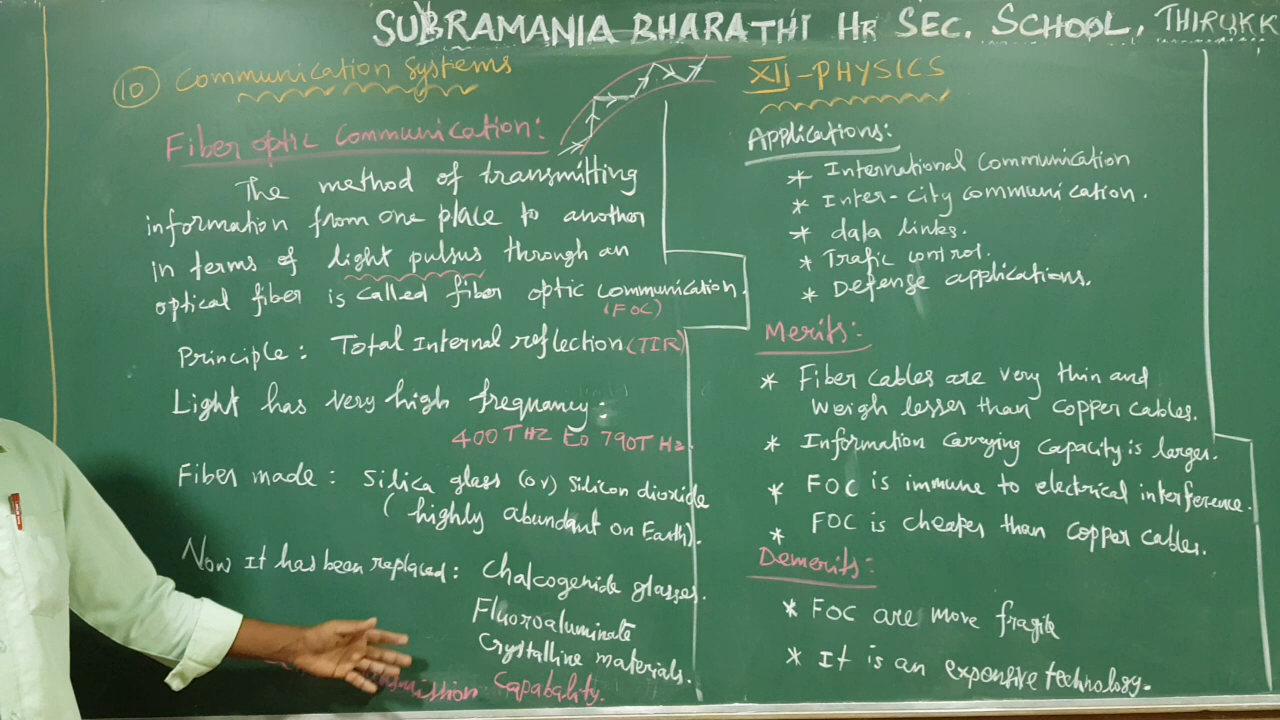 SUBRAMANIA BHARATHI HR SEC. SCHOOL, THIRUKK
10 Communication Systems
Fiber optic Communication:
The method of transmitting
information from one place to another
in terms of light pulsus through an
optical fiber is called fiber optic communication.
(FOC)
Principle: Total Internal reflection (TIR)
Light has very high frequnancy:
400 THz to 790 THz.
Fiber made: Silica glass (or) Silicon dioxide
(highly abundant on Earth).
Now it has been replaced: Chalcogenide glasses.
Fluoroaluminate
Crystalline materials.
Capabality.
XII-PHYSICS
Applications:
* International Communication
* Inter-city communication.
* data links.
* Trafic control.
* Defense applications.
Merits:
* Fiber cables are very thin and
weigh lesser than copper cables.
* Information carrying capacity is larger.
* FOC is immune to electrical interference.
* FOC is cheaper than copper cables.
Demerits:
* FOC are more fragile
* It is an expensive technology.